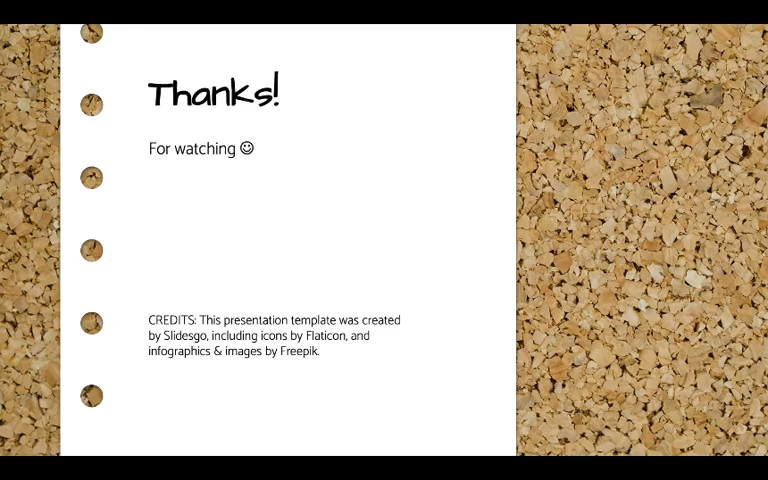 Thanks!
For watching ☺
CREDITS: This presentation template was created
by Slidesgo, including icons by Flaticon, and
infographics & images by Freepik.